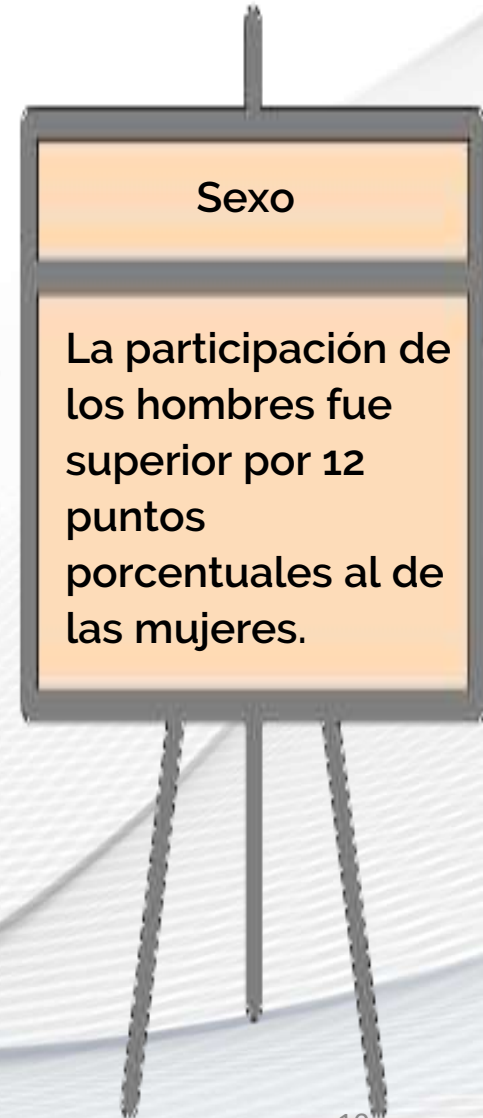 Sexo
La participación de
los hombres fue
superior por 12
puntos
porcentuales al de
las mujeres.